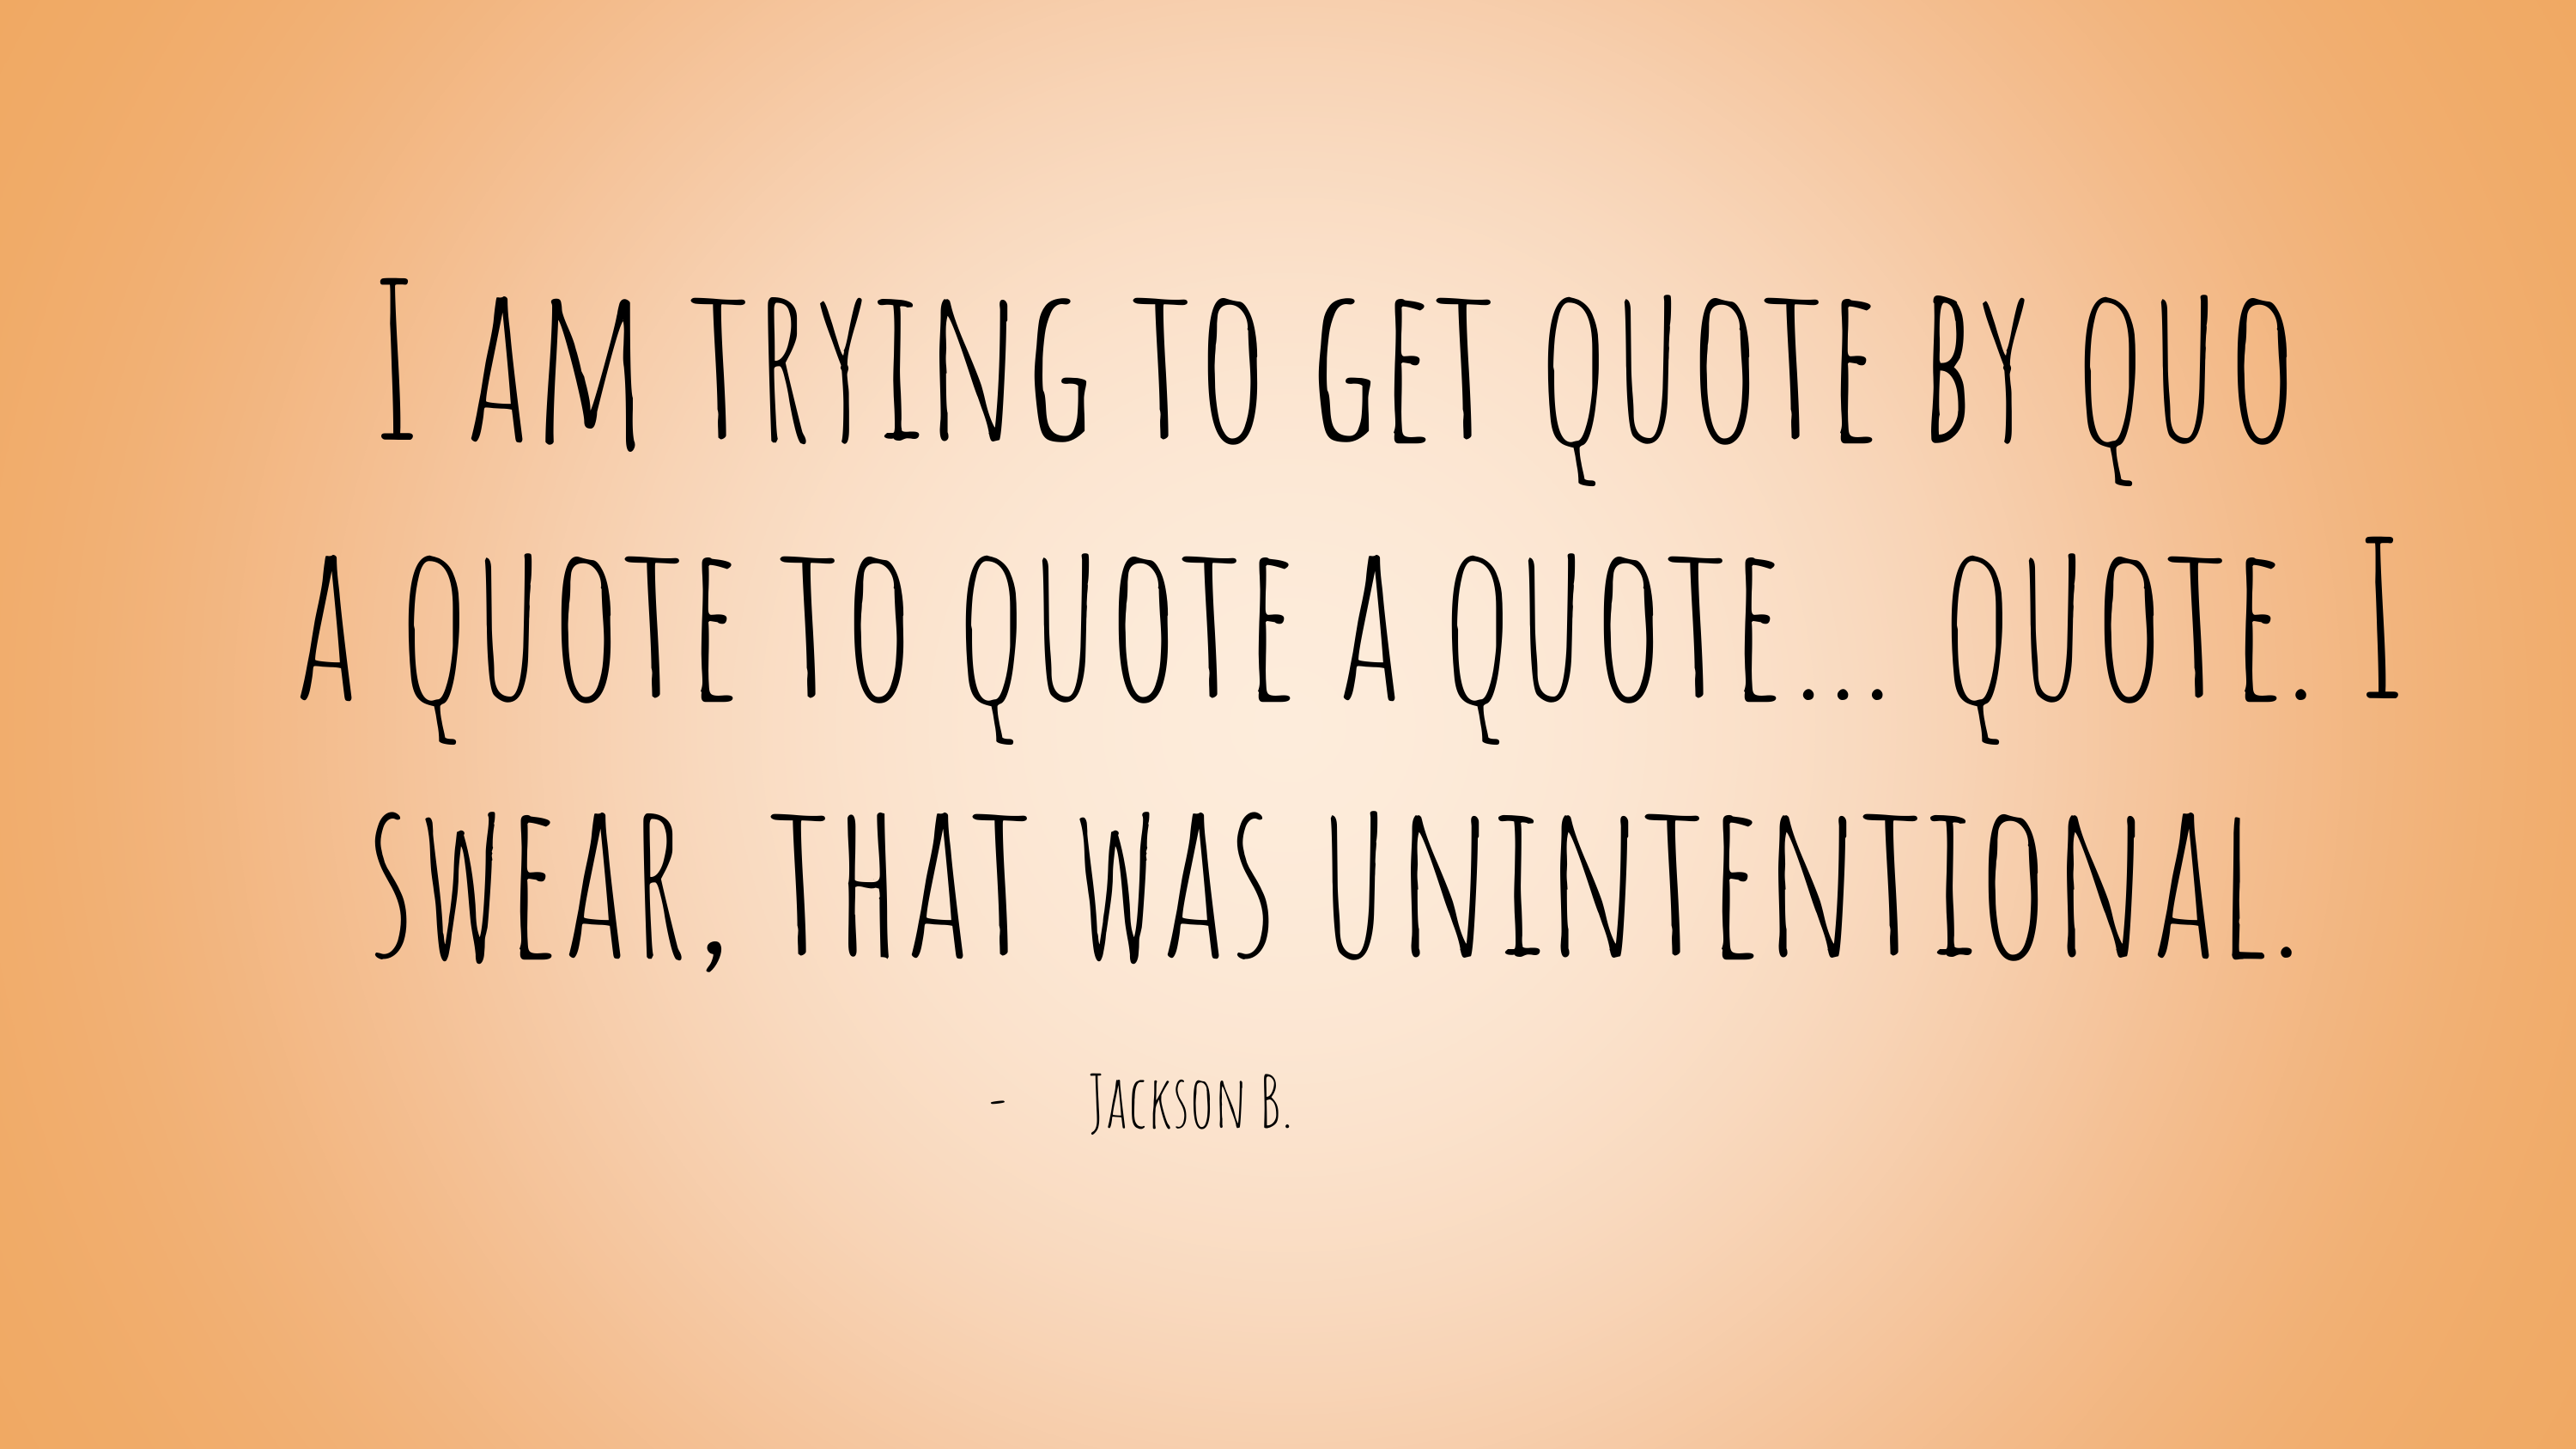 I am trying to get quote by quo
a quote to quote a quote... quote. I
swear, that was unintentional.
- Jackson B.